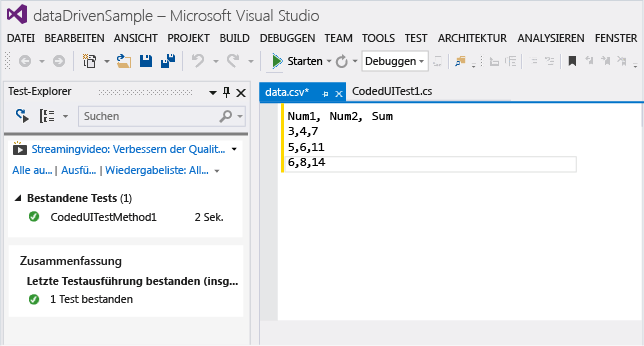 dataDrivenSample – Microsoft Visual Studio
DATEI BEARBEITEN ANSICHT PROJEKT BUILD DEBUGGEN TEAM TOOLS TEST ARCHITEKTUR ANALYSIEREN FENSTER
Starten Debuggen
Test-Explorer
Suchen
Streamingvideo: Verbessern der Qualit...
Alle au... | Ausfü... | Wiedergabeliste: All...
Bestandene Tests (1)
CodedUITestMethod1 2 Sek.
Zusammenfassung
Letzte Testausführung bestanden (insg...
1 Test bestanden
data.csv* CodedUITest1.cs
Num1, Num2, Sum
3,4,7
5,6,11
6,8,14